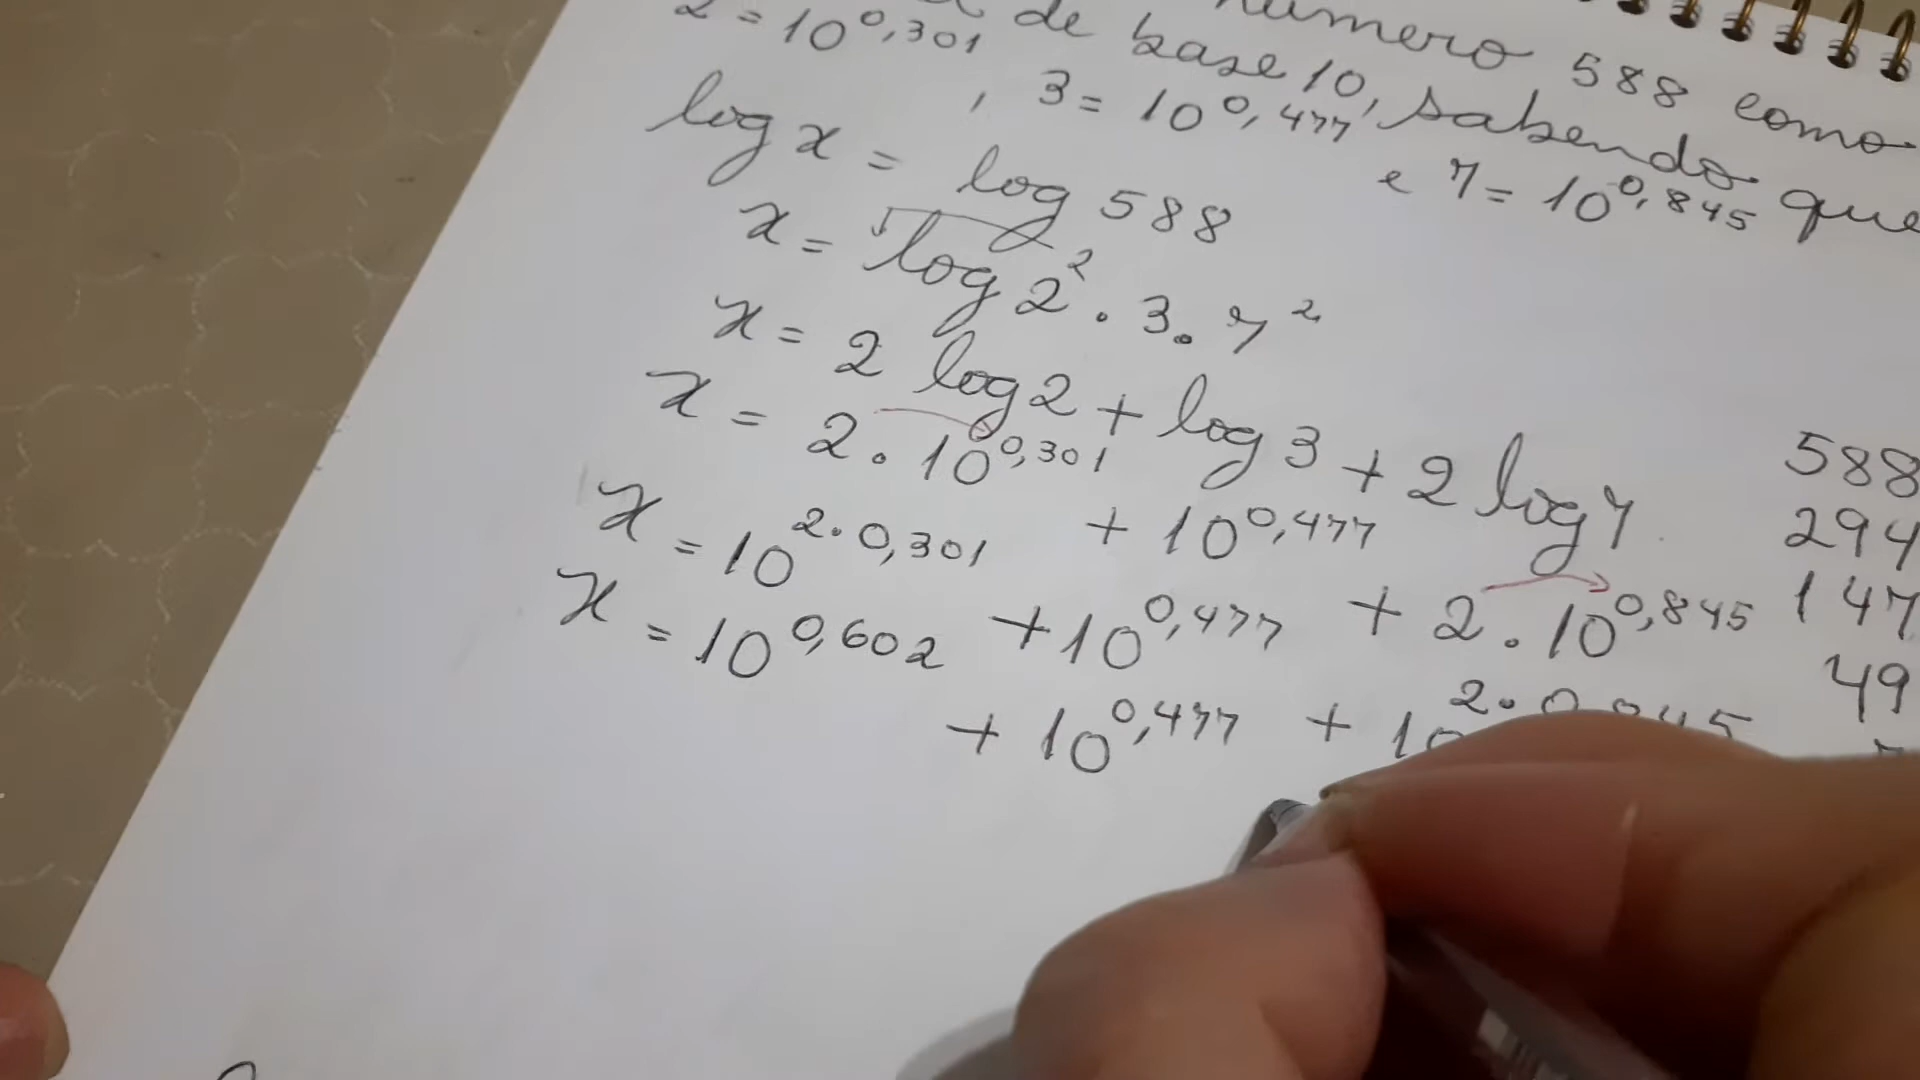 número 588 como
de base 10, sabendo que
2 = 10^0,301 , 3 = 10^0,477 e 7 = 10^0,845
log x = log 588
x = log 2² . 3 . 7²
x = 2 log 2 + log 3 + 2 log 7
x = 2 . 10^0,301 + 10^0,477 + 2 . 10^0,845
x = 10^2.0,301 + 10^0,477
x = 10^0,602 + 10^0,477
588
294
147
49